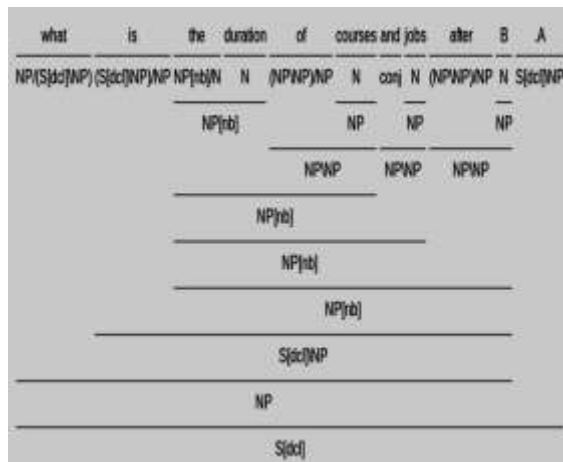 what is the duration of courses and jobs after B .A
NP/(S[dcl]\NP) (S[dcl]\NP)/NP NP[nb]/N N (NP\NP)/NP N conj N (NP\NP)/NP N S[dcl]\NP
NP[nb] NP NP NP
NP\NP NP\NP NP\NP
NP[nb]
NP[nb]
NP[nb]
S[dcl]\NP
NP
S[dcl]